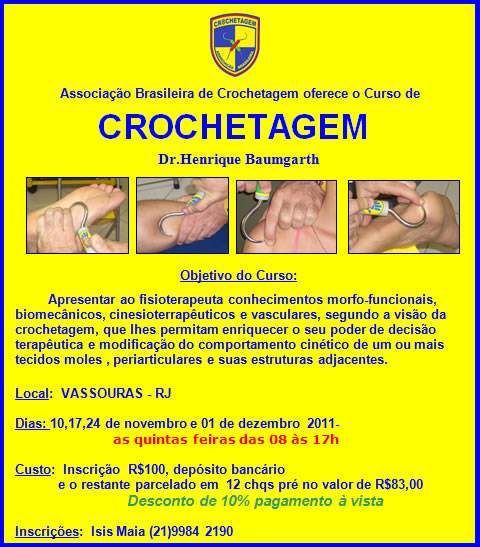 CROCHETAGEM
ASSOCIAÇÃO BRASILEIRA
Associação Brasileira de Crochetagem oferece o Curso de
CROCHETAGEM
Dr.Henrique Baumgarth
Objetivo do Curso:
Apresentar ao fisioterapeuta conhecimentos morfo-funcionais,
biomecânicos, cinesioterrapêuticos e vasculares, segundo a visão da
crochetagem, que lhes permitam enriquecer o seu poder de decisão
terapêutica e modificação do comportamento cinético de um ou mais
tecidos moles , periarticulares e suas estruturas adjacentes.
Local: VASSOURAS - RJ
Dias: 10,17,24 de novembro e 01 de dezembro 2011-
as quintas feiras das 08 às 17h
Custo: Inscrição R$100, depósito bancário
e o restante parcelado em 12 chqs pré no valor de R$83,00
Desconto de 10% pagamento à vista
Inscrições: Isis Maia (21)9984 2190